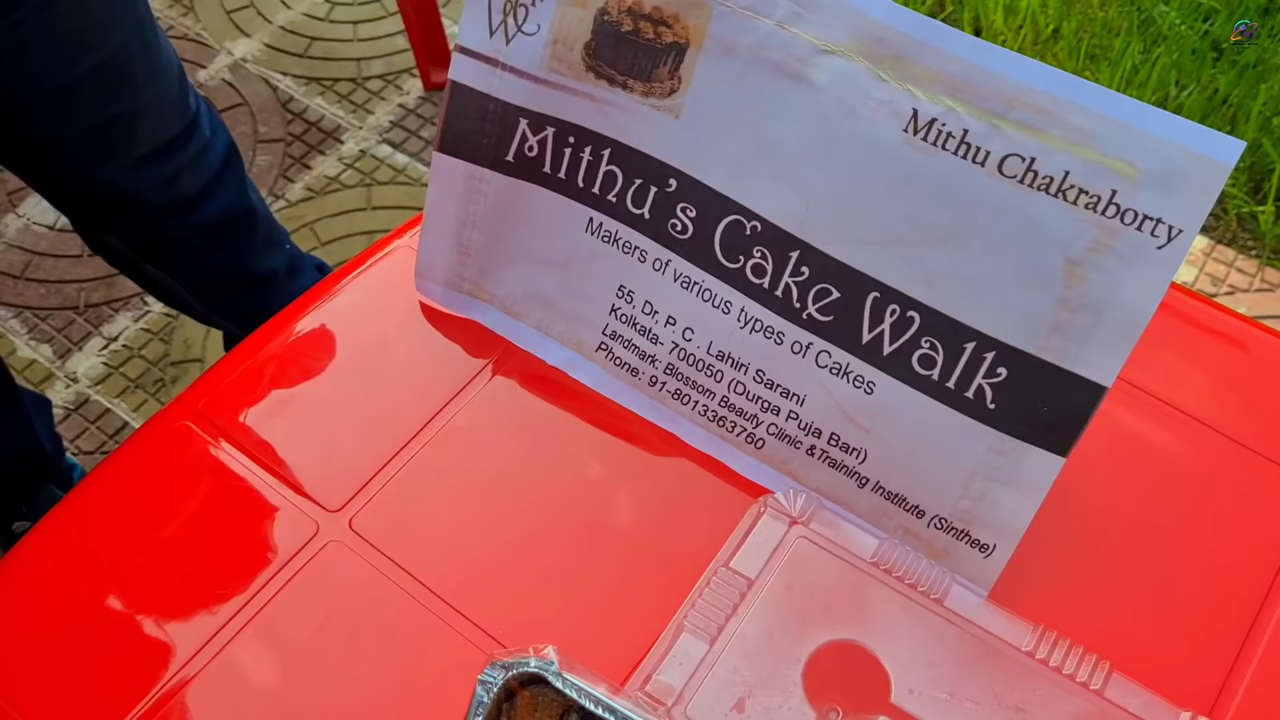 Mithu Chakraborty
Mithu's Cake Walk
Makers of various types of Cakes
55, Dr, P. C . Lahiri Sarani
Kolkata- 700050 (Durga Puja Bari)
Landmark: Blossom Beauty Clinic &Training Institute (Sinthee)
Phone: 91-8013363760